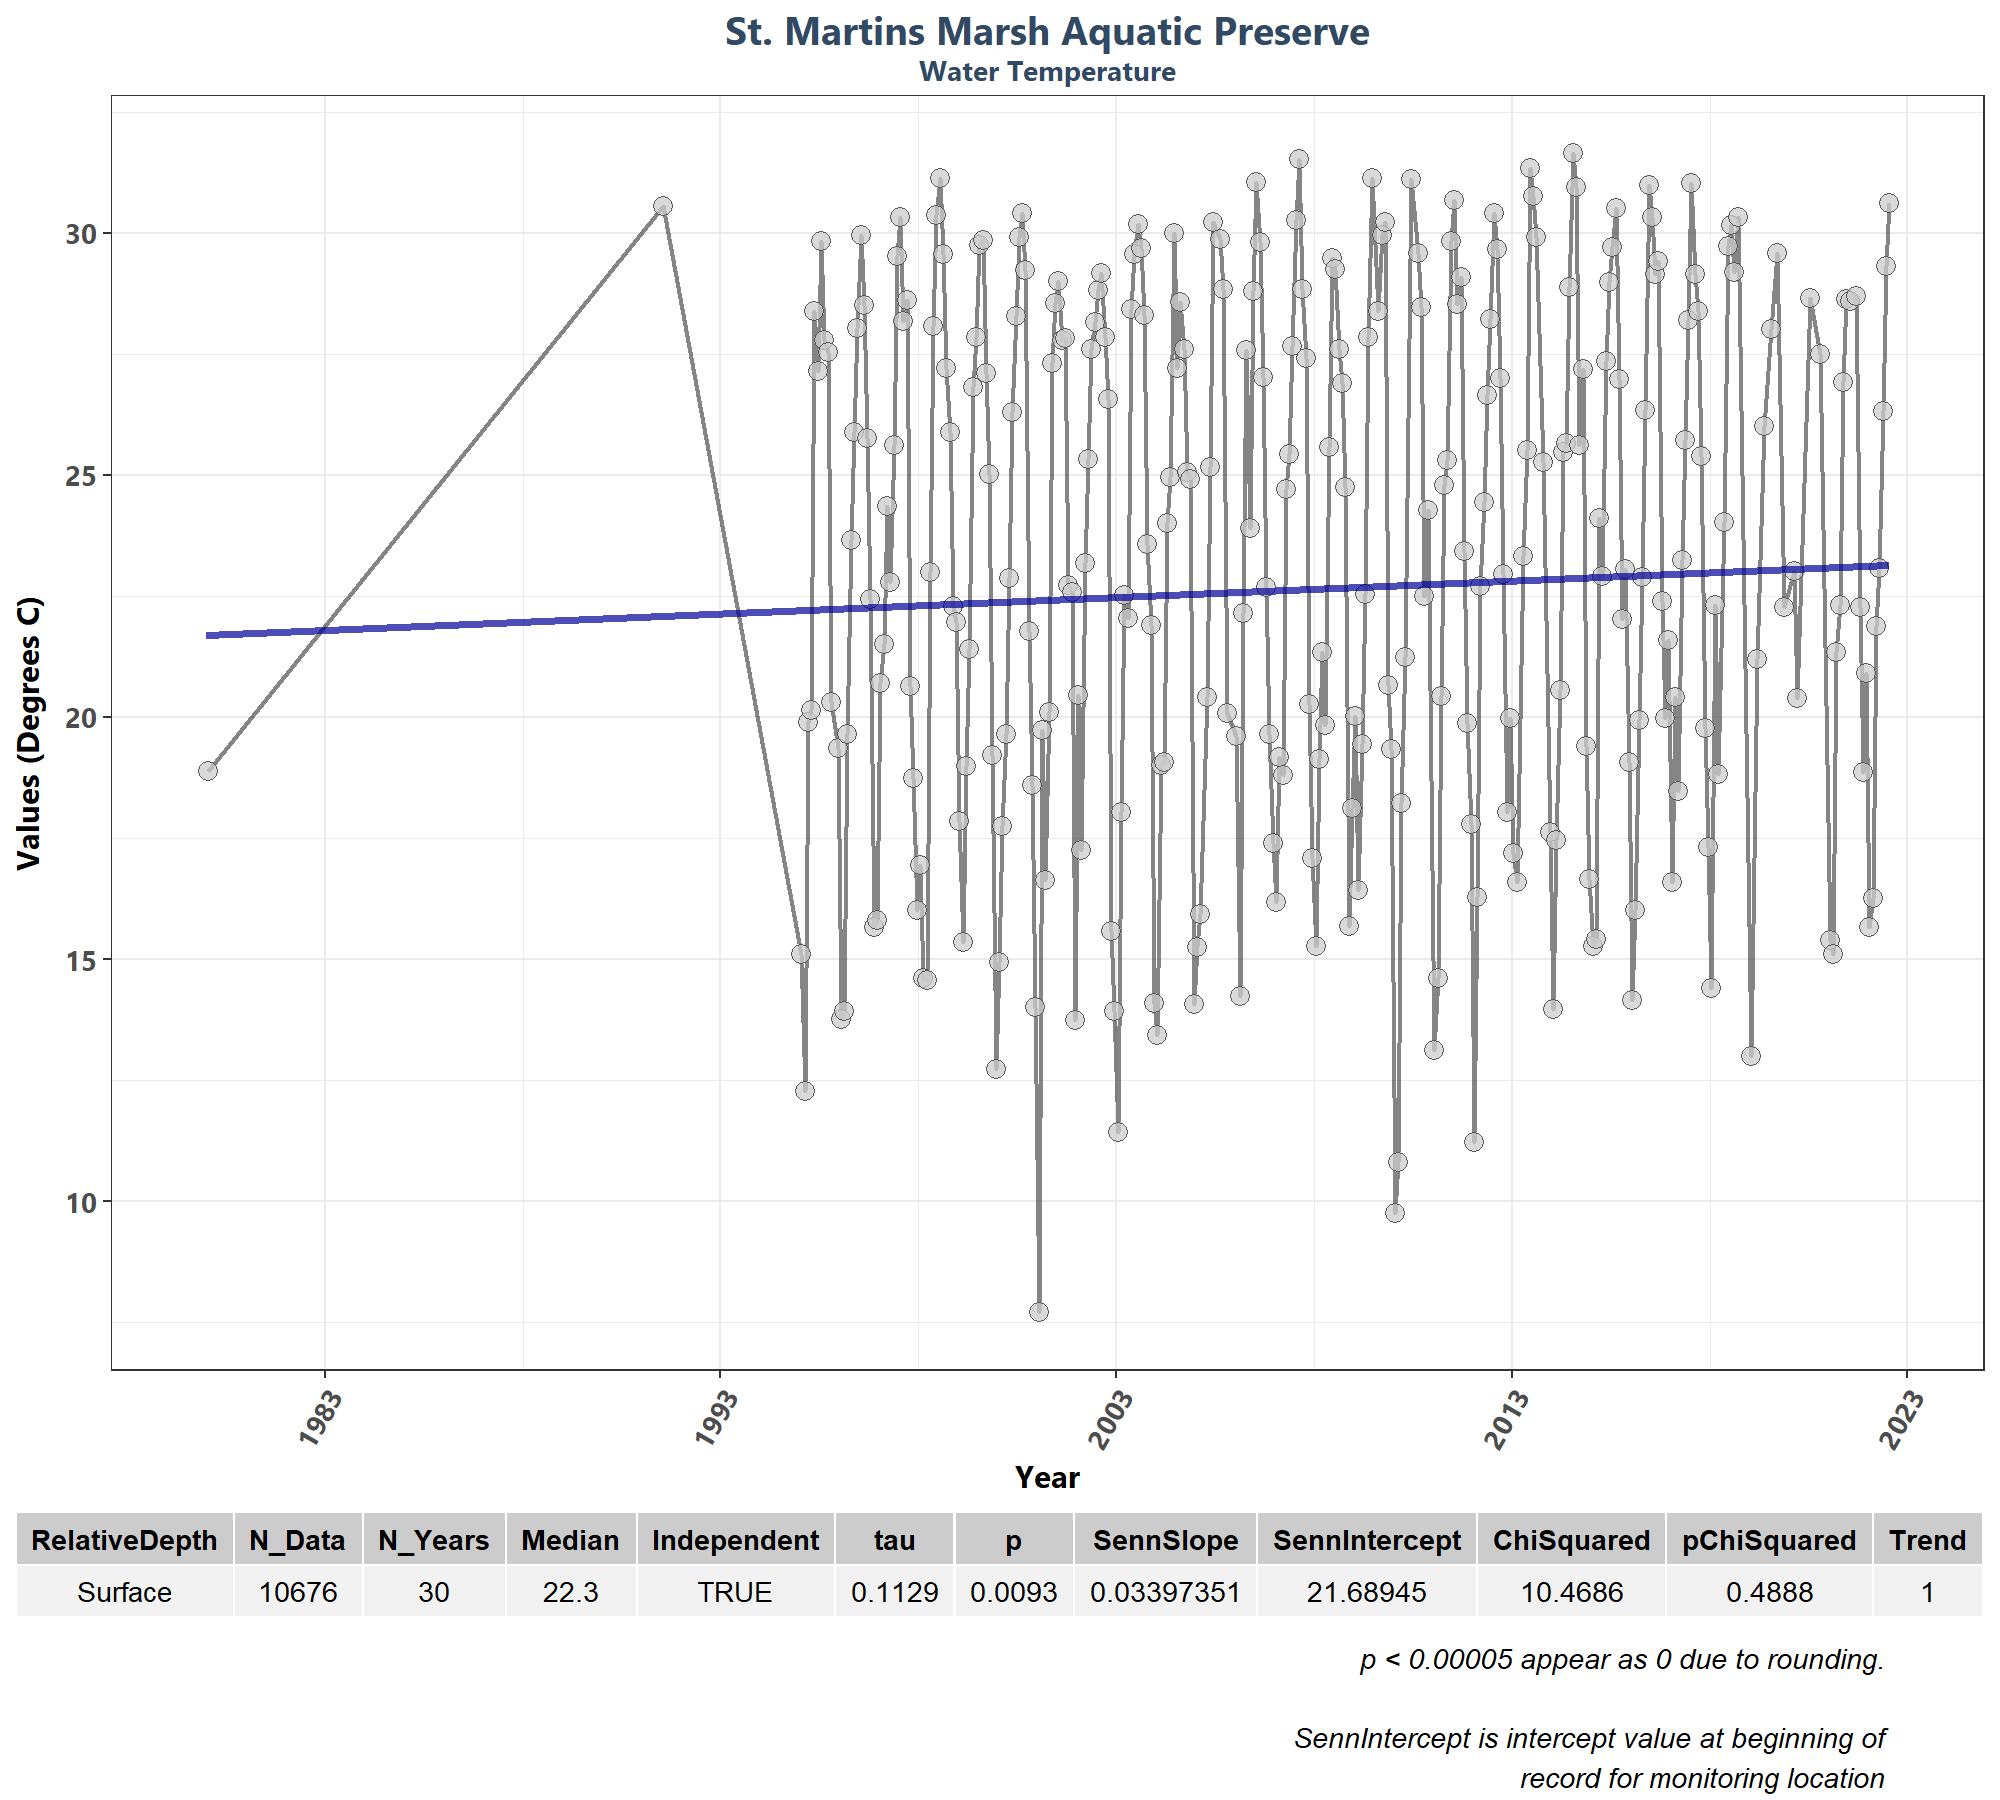 St. Martins Marsh Aquatic Preserve
Water Temperature
Values (Degrees C)
30
25
20
15
10
1983
1993
2003
2013
2023
Year
RelativeDepth N_Data N_Years Median Independent tau p SennSlope SennIntercept ChiSquared pChiSquared Trend
Surface 10676 30 22.3 TRUE 0.1129 0.0093 0.03397351 21.68945 10.4686 0.4888 1
p < 0.00005 appear as 0 due to rounding.
SennIntercept is intercept value at beginning of
record for monitoring location